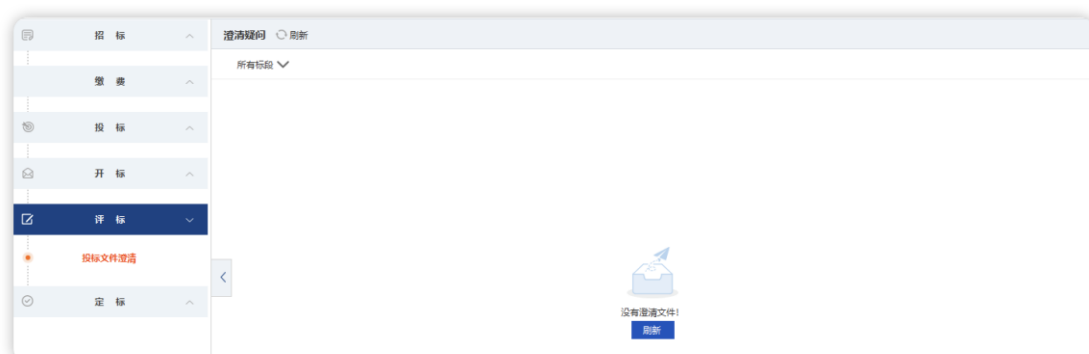 招 标
缴 费
投 标
开 标
评 标
投标文件澄清
定 标
澄清疑问 刷新
所有标段
没有澄清文件!
刷新